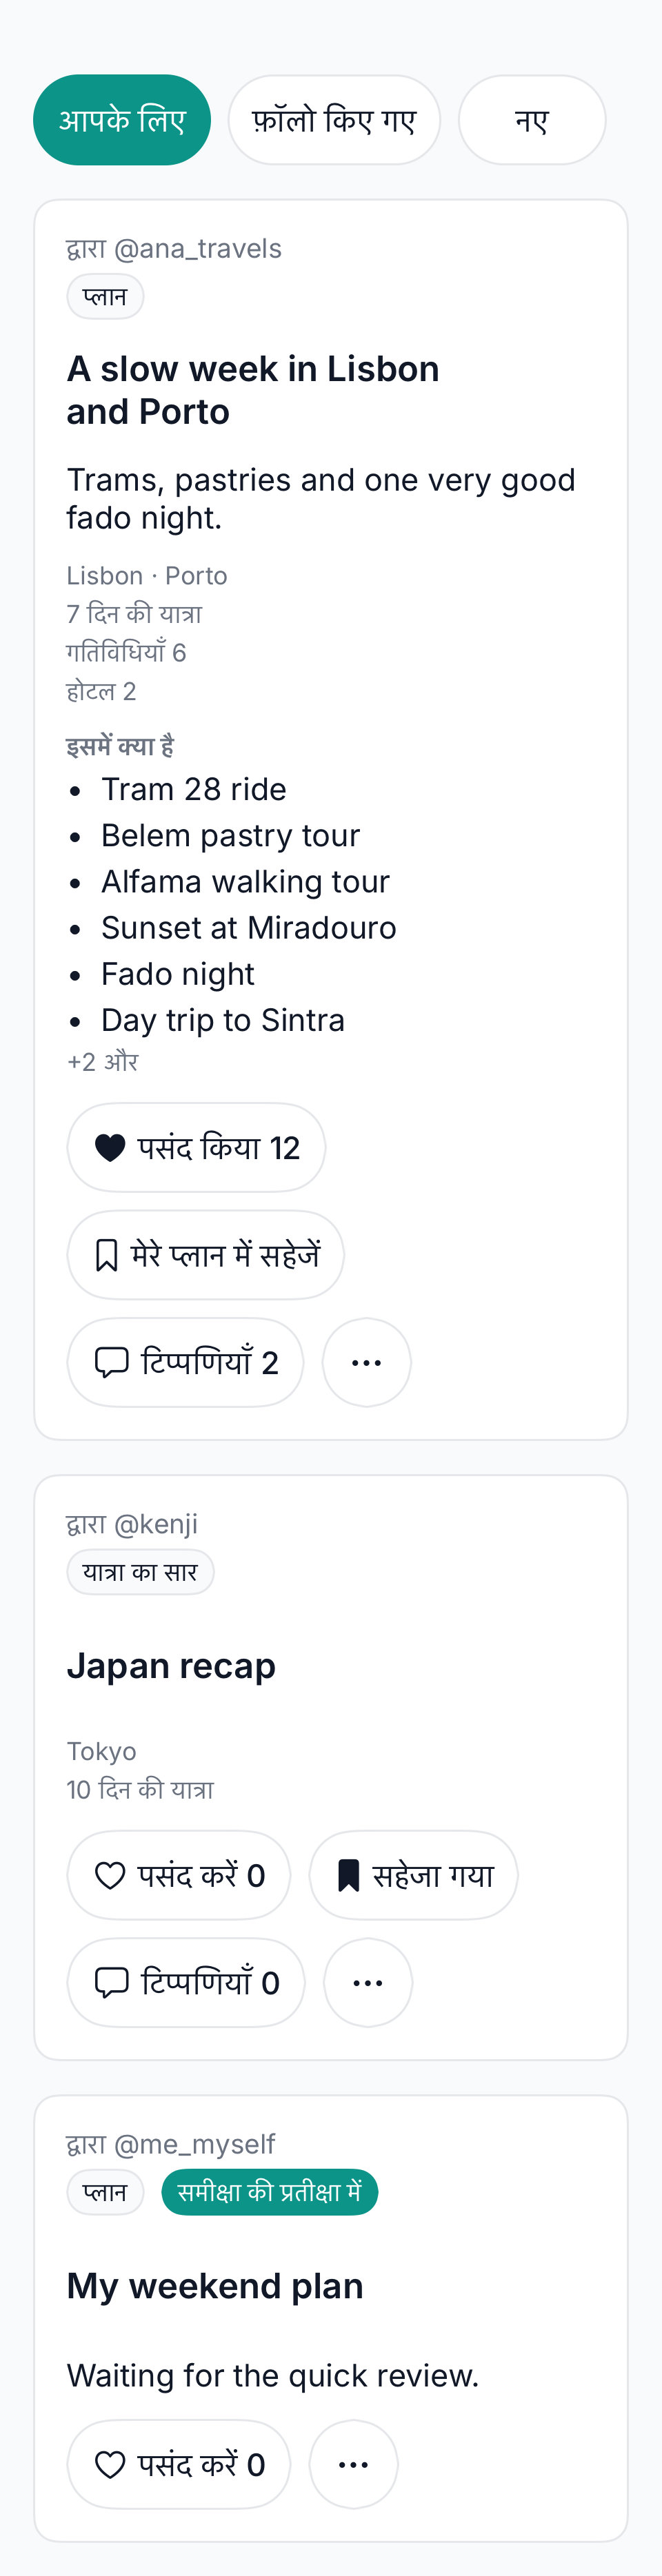 आपके लिए फ़ॉलो किए गए नए
द्वारा @ana_travels
प्लान
A slow week in Lisbon
and Porto
Trams, pastries and one very good
fado night.
Lisbon · Porto
7 दिन की यात्रा
गतिविधियाँ 6
होटल 2
इसमें क्या है
• Tram 28 ride
• Belem pastry tour
• Alfama walking tour
• Sunset at Miradouro
• Fado night
• Day trip to Sintra
+2 और
पसंद किया 12
मेरे प्लान में सहेजें
टिप्पणियाँ 2 ...
द्वारा @kenji
यात्रा का सार
Japan recap
Tokyo
10 दिन की यात्रा
पसंद करें 0 सहेजा गया
टिप्पणियाँ 0 ...
द्वारा @me_myself
प्लान समीक्षा की प्रतीक्षा में
My weekend plan
Waiting for the quick review.
पसंद करें 0 ...